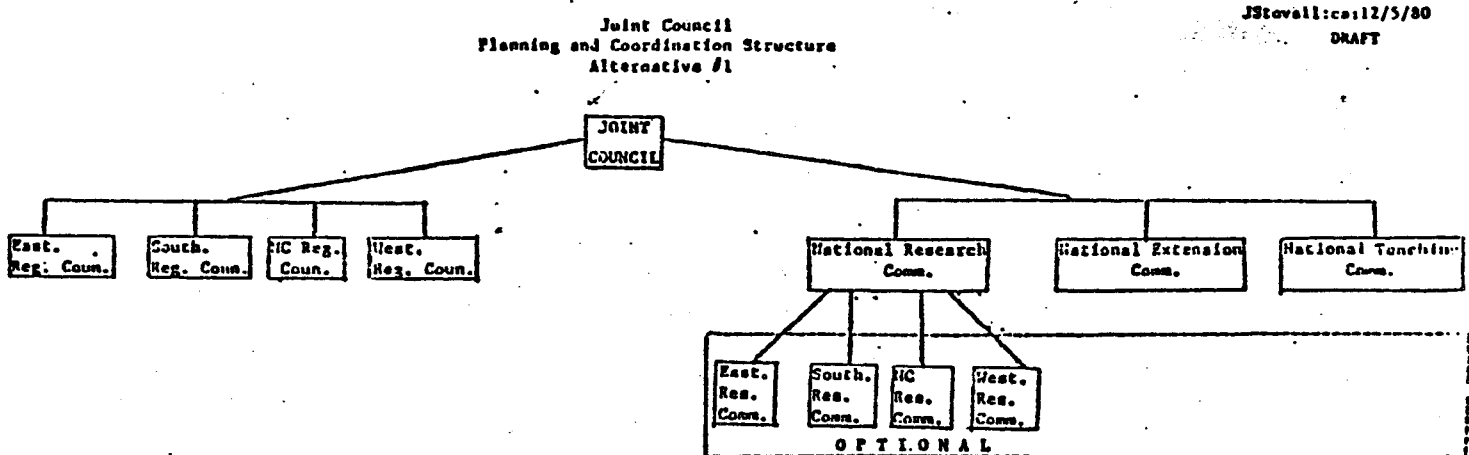 JStovall:cs:12/5/80
DRAFT
Joint Council
Planning and Coordination Structure
Alternative #1
JOINT
COUNCIL
East.
Reg. Coun.
South.
Reg. Coun.
NC Reg.
Coun.
West.
Reg. Coun.
National Research
Comm.
National Extension
Comm.
National Teaching
Comm.
East.
Res.
Comm.
South.
Res.
Comm.
NC
Res.
Comm.
West.
Res.
Comm.
O P T I O N A L